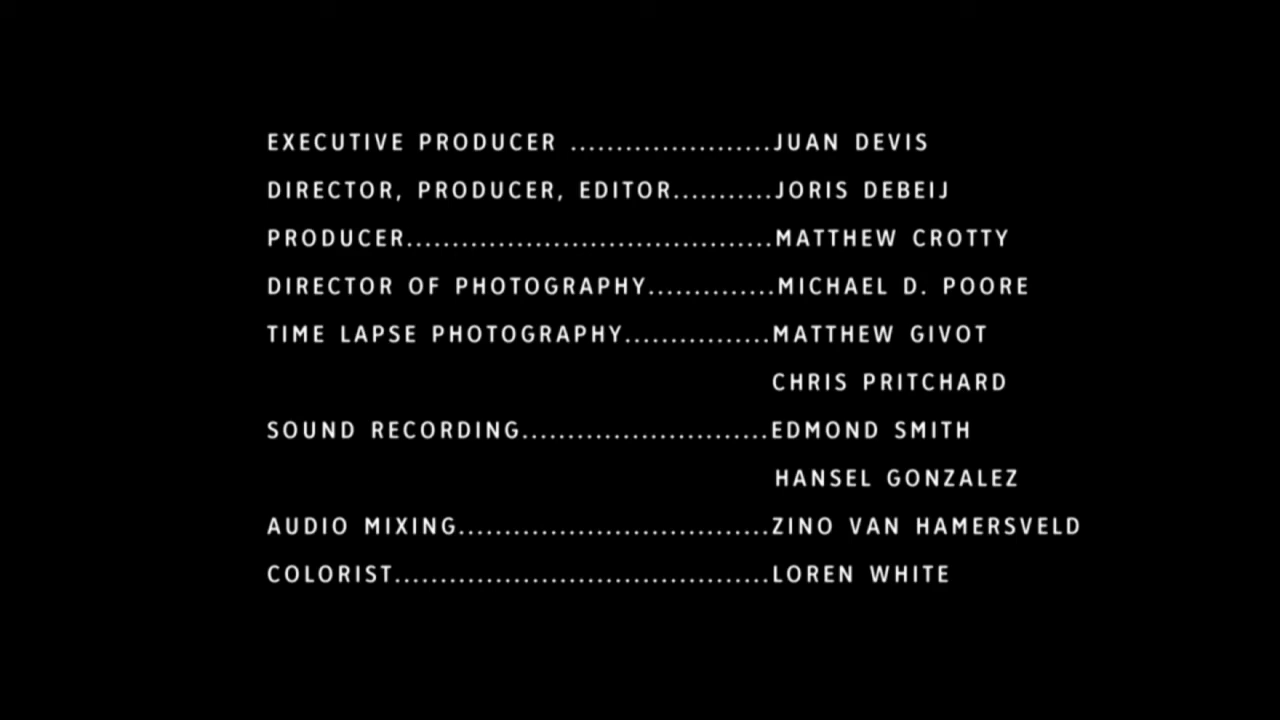 EXECUTIVE PRODUCER ......................JUAN DEVIS
DIRECTOR, PRODUCER, EDITOR...........JORIS DEBEIJ
PRODUCER........................................MATTHEW CROTTY
DIRECTOR OF PHOTOGRAPHY..............MICHAEL D. POORE
TIME LAPSE PHOTOGRAPHY................MATTHEW GIVOT
CHRIS PRITCHARD
SOUND RECORDING...........................EDMOND SMITH
HANSEL GONZALEZ
AUDIO MIXING..................................ZINO VAN HAMERSVELD
COLORIST.........................................LOREN WHITE